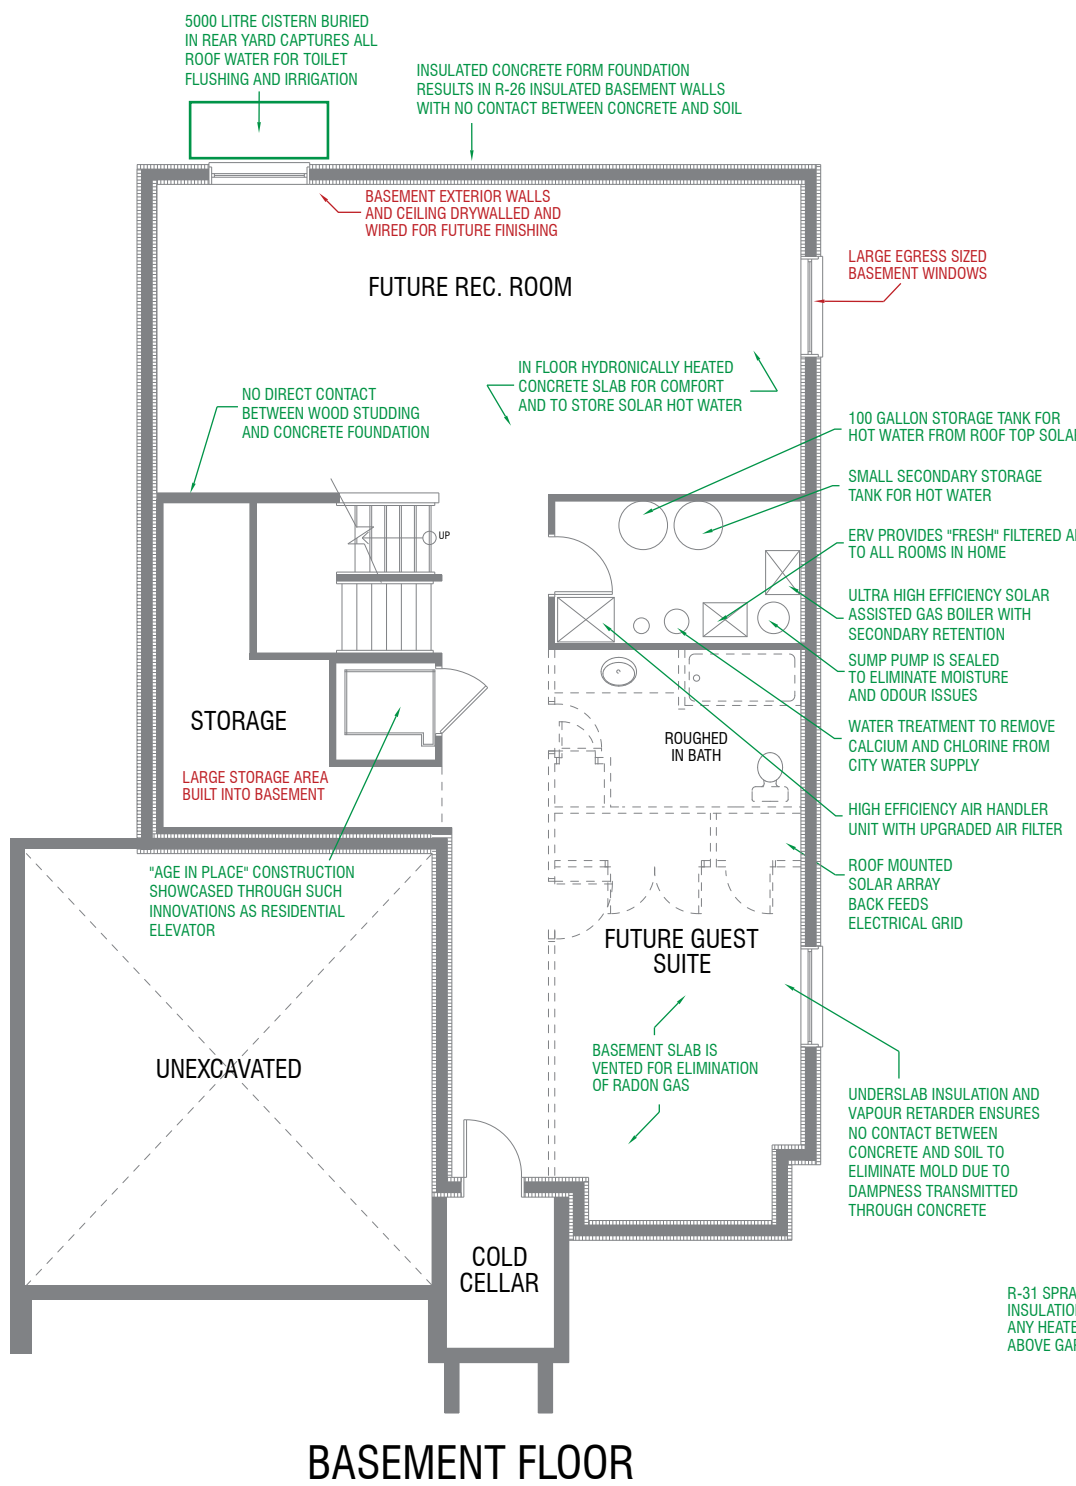 5000 LITRE CISTERN BURIED
IN REAR YARD CAPTURES ALL
ROOF WATER FOR TOILET
FLUSHING AND IRRIGATION
INSULATED CONCRETE FORM FOUNDATION
RESULTS IN R-26 INSULATED BASEMENT WALLS
WITH NO CONTACT BETWEEN CONCRETE AND SOIL
BASEMENT EXTERIOR WALLS
AND CEILING DRYWALLED AND
WIRED FOR FUTURE FINISHING
LARGE EGRESS SIZED
BASEMENT WINDOWS
FUTURE REC. ROOM
IN FLOOR HYDRONICALLY HEATED
CONCRETE SLAB FOR COMFORT
AND TO STORE SOLAR HOT WATER
NO DIRECT CONTACT
BETWEEN WOOD STUDDING
AND CONCRETE FOUNDATION
100 GALLON STORAGE TANK FOR
HOT WATER FROM ROOF TOP SOLA
SMALL SECONDARY STORAGE
TANK FOR HOT WATER
UP
ERV PROVIDES "FRESH" FILTERED A
TO ALL ROOMS IN HOME
ULTRA HIGH EFFICIENCY SOLAR
ASSISTED GAS BOILER WITH
SECONDARY RETENTION
SUMP PUMP IS SEALED
TO ELIMINATE MOISTURE
AND ODOUR ISSUES
STORAGE
ROUGHED
IN BATH
WATER TREATMENT TO REMOVE
CALCIUM AND CHLORINE FROM
CITY WATER SUPPLY
LARGE STORAGE AREA
BUILT INTO BASEMENT
HIGH EFFICIENCY AIR HANDLER
UNIT WITH UPGRADED AIR FILTER
"AGE IN PLACE" CONSTRUCTION
SHOWCASED THROUGH SUCH
INNOVATIONS AS RESIDENTIAL
ELEVATOR
ROOF MOUNTED
SOLAR ARRAY
BACK FEEDS
ELECTRICAL GRID
FUTURE GUEST
SUITE
UNEXCAVATED
BASEMENT SLAB IS
VENTED FOR ELIMINATION
OF RADON GAS
UNDERSLAB INSULATION AND
VAPOUR RETARDER ENSURES
NO CONTACT BETWEEN
CONCRETE AND SOIL TO
ELIMINATE MOLD DUE TO
DAMPNESS TRANSMITTED
THROUGH CONCRETE
COLD
CELLAR
R-31 SPRA
INSULATIO
ANY HEATE
ABOVE GAR
BASEMENT FLOOR